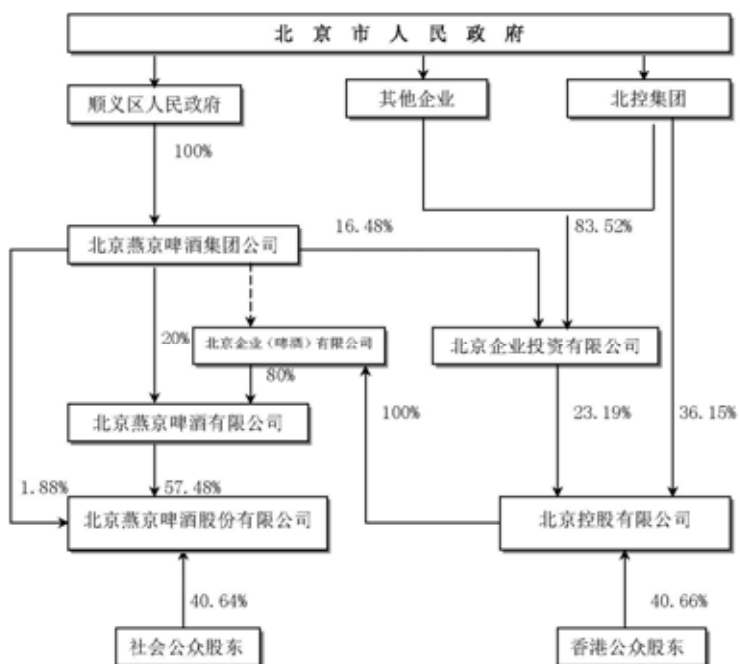 北京市人民政府
顺义区人民政府
其他企业
北控集团
100%
北京燕京啤酒集团公司
16.48%
83.52%
20%
北京企业（啤酒）有限公司
北京企业投资有限公司
80%
北京燕京啤酒有限公司
100%
23.19%
36.15%
1.88%
57.48%
北京燕京啤酒股份有限公司
北京控股有限公司
40.64%
40.66%
社会公众股东
香港公众股东